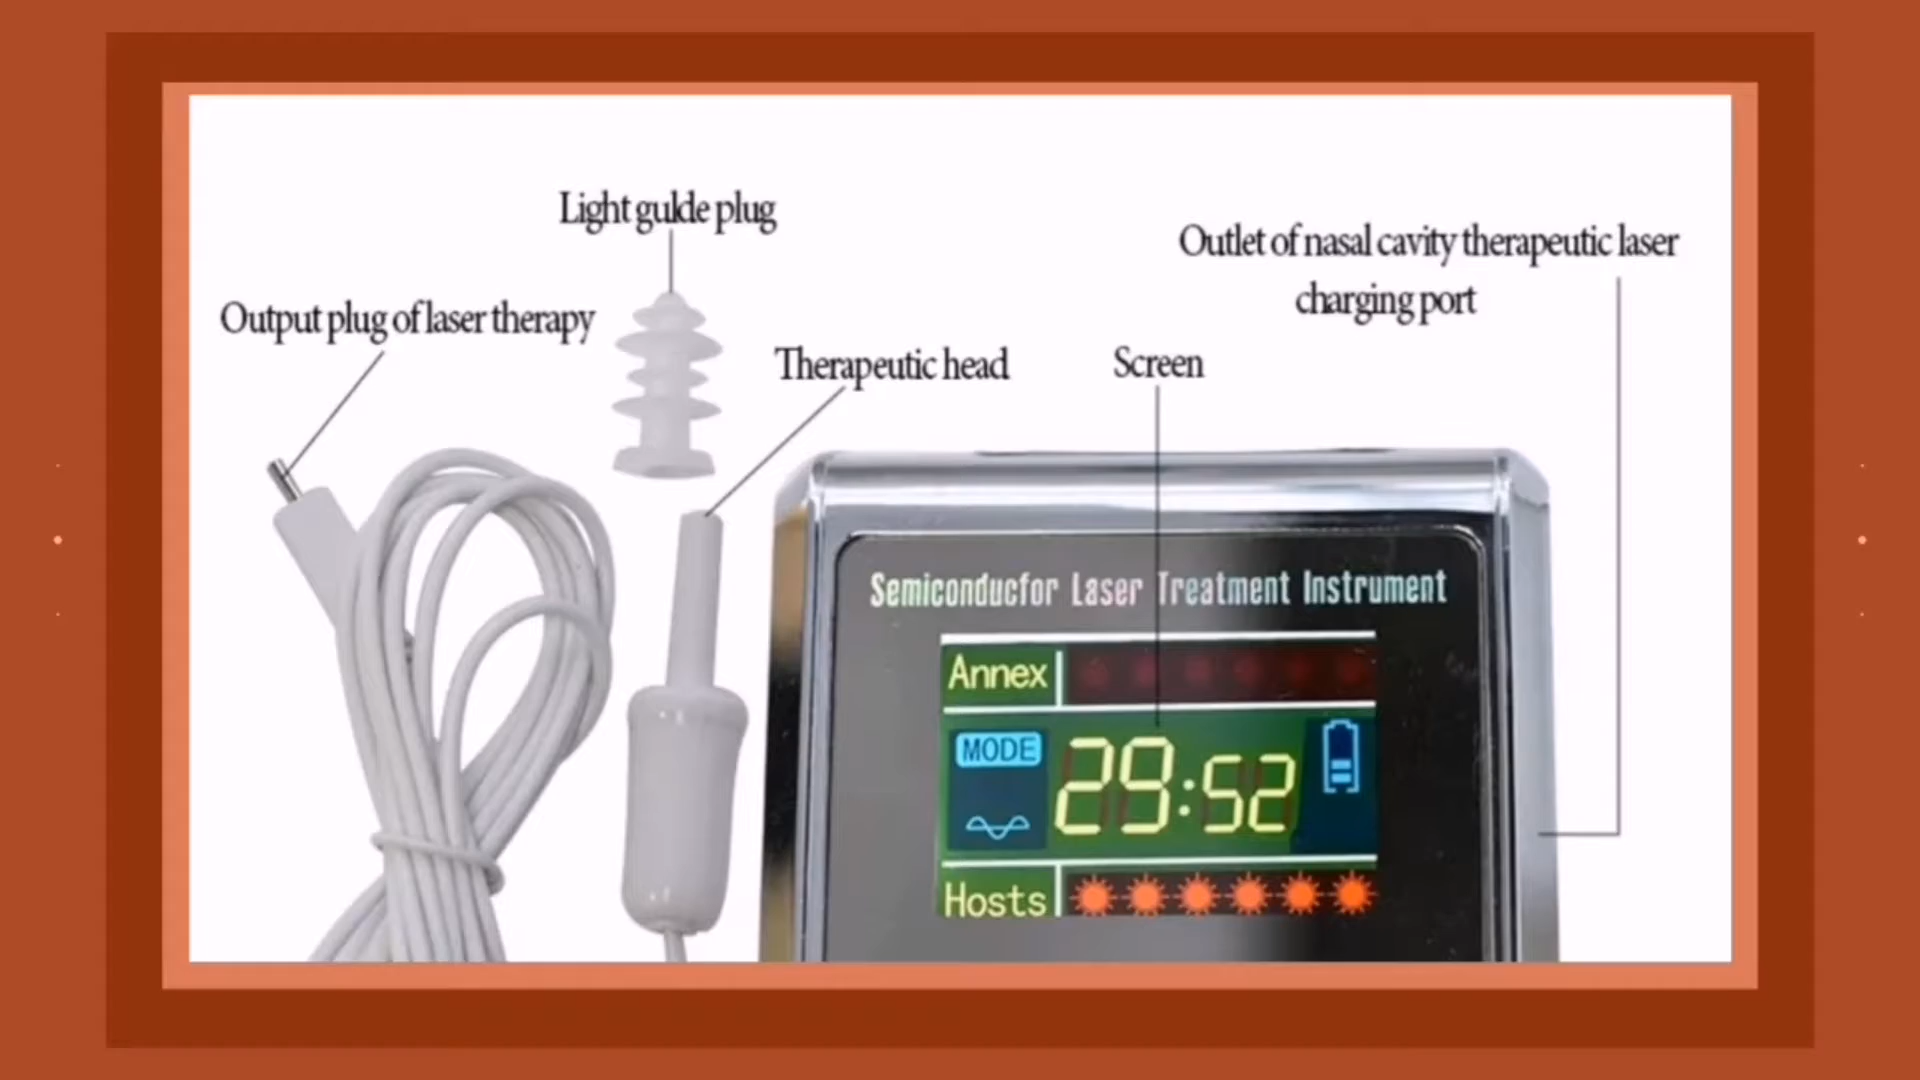 Light gulde plug
Outlet of nasal cavity therapeutic laser
charging port
Output plug of laser therapy
Therapeutic head
Screen
Semiconducfor Laser Treatment Instrument
Annex
MODE
29:52
Hosts